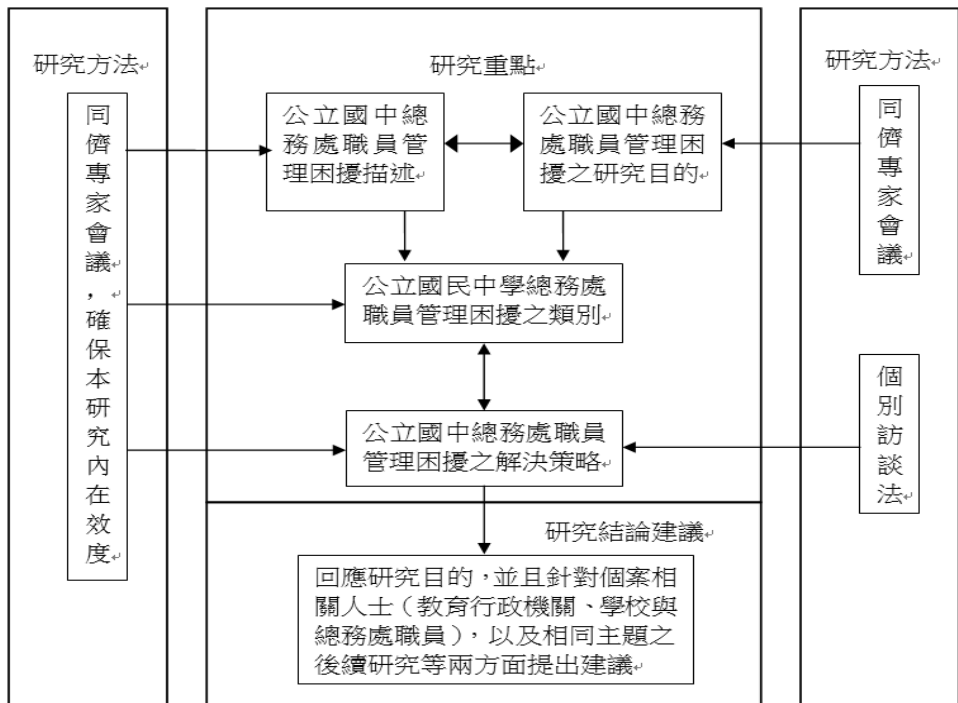 研究方法
同儕專家會議，確保本研究內在效度
研究重點
公立國中總
務處職員管
理困擾描述
公立國中總務
處職員管理困
擾之研究目的
公立國民中學總務處
職員管理困擾之類別
公立國中總務處職員
管理困擾之解決策略
研究結論建議
回應研究目的，並且針對個案相
關人士（教育行政機關、學校與
總務處職員），以及相同主題之
後續研究等兩方面提出建議
研究方法
同儕專家會議
個別訪談法